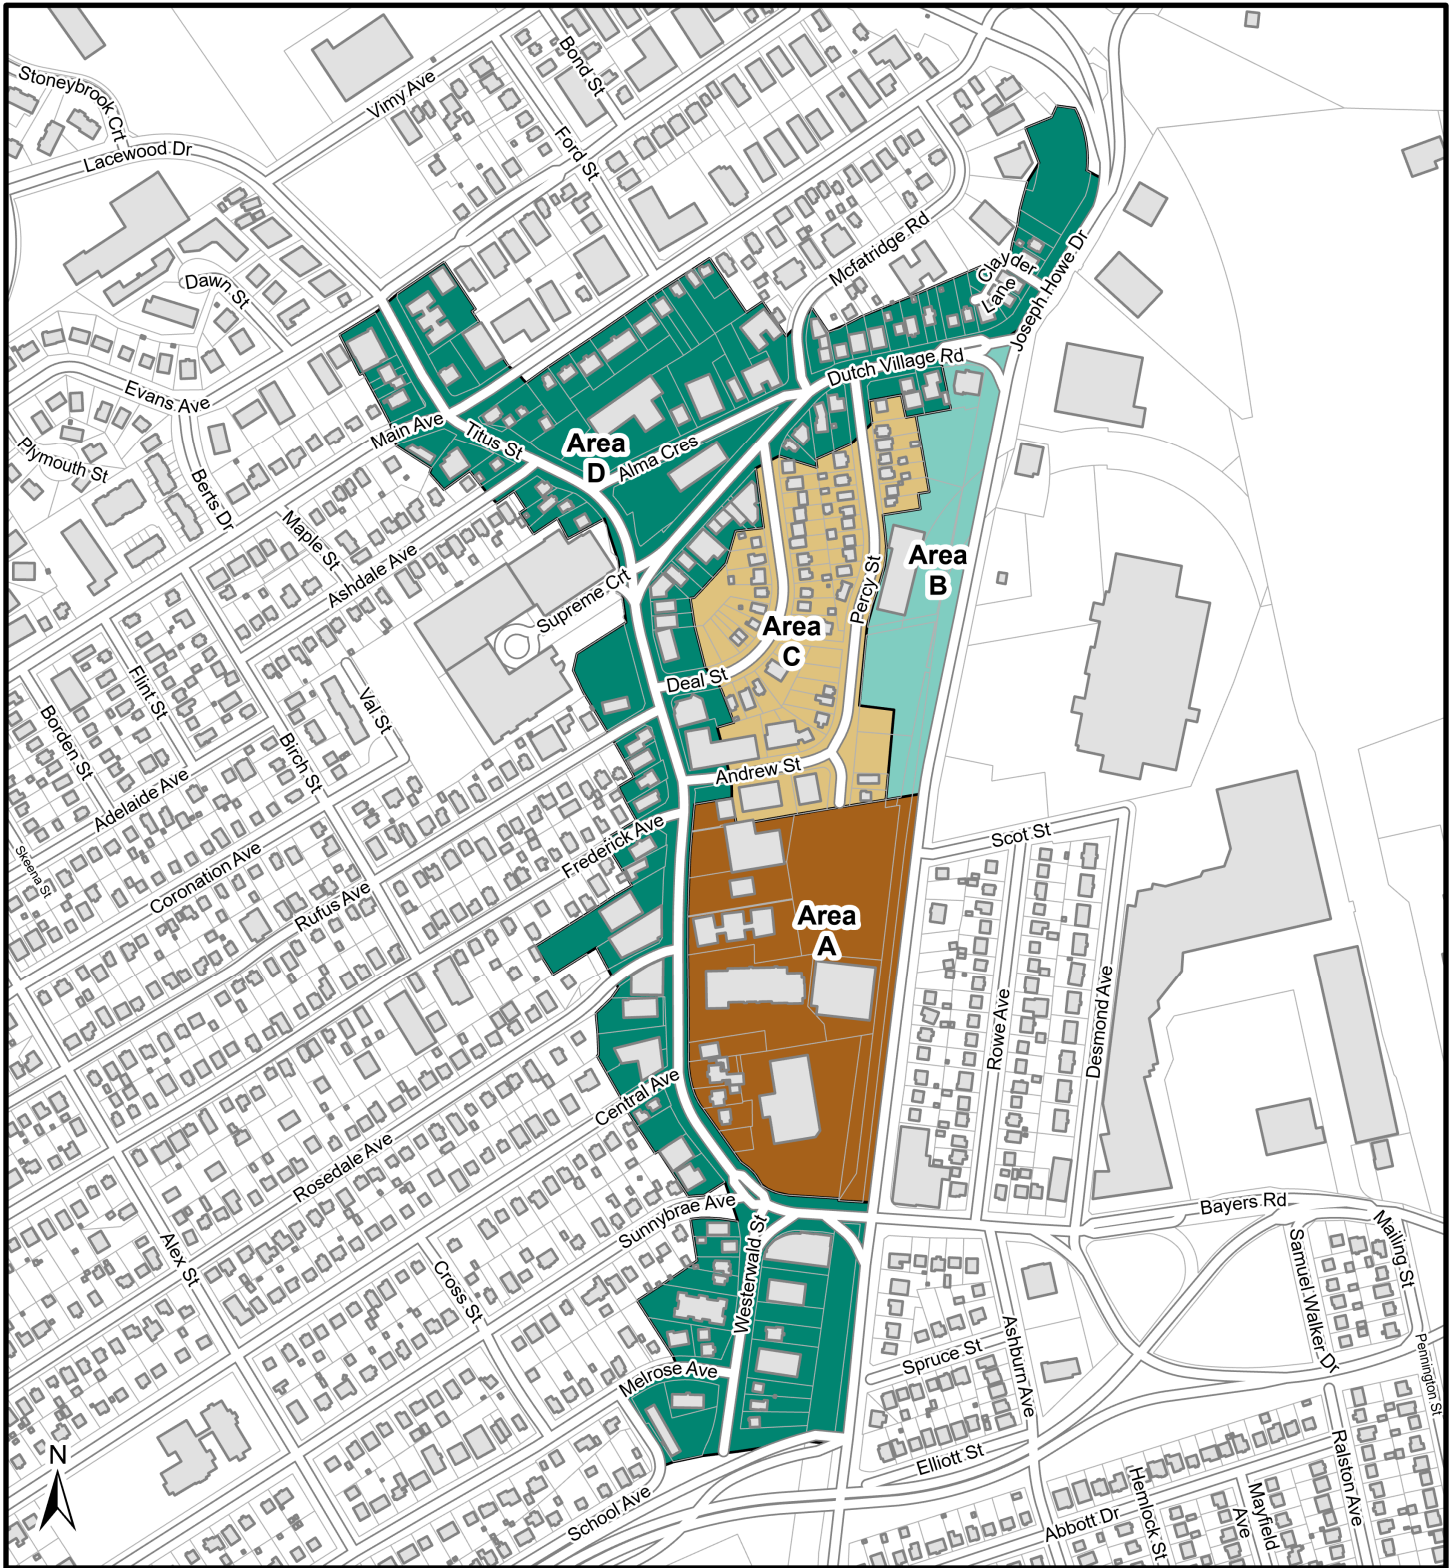 Bond St
Stoneybrook Crt
Vimy Ave
Ford St
Lacewood Dr
Mcfatridge Rd
Clayder
Lane
Joseph Howe Dr
Dawn St
Dutch Village Rd
Evans Ave
Main Ave
Titus St
Area
D
Alma Cres
Plymouth St
Berts Dr
Maple St
Ashdale Ave
Supreme Crt
Percy St
Area
B
Area
C
Deal St
Flint St
Val St
Borden St
Birch St
Andrew St
Adelaide Ave
Skeena St
Coronation Ave
Frederick Ave
Rufus Ave
Scot St
Area
A
Rowe Ave
Desmond Ave
Central Ave
Rosedale Ave
Sunnybrae Ave
Bayers Rd
Alex St
Cross St
Westerwald St
Mailing St
Samuel Walker Dr
Ashburn Ave
Spruce St
Pennington St
Melrose Ave
Elliott St
N
School Ave
Abbott Dr
Hemlock St
Mayfield
Ave
Ralston Ave